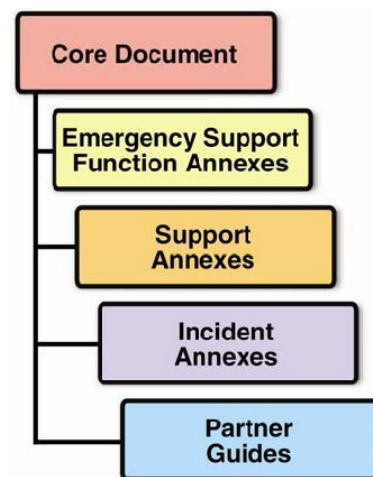 Core Document
Emergency Support
Function Annexes
Support
Annexes
Incident
Annexes
Partner
Guides